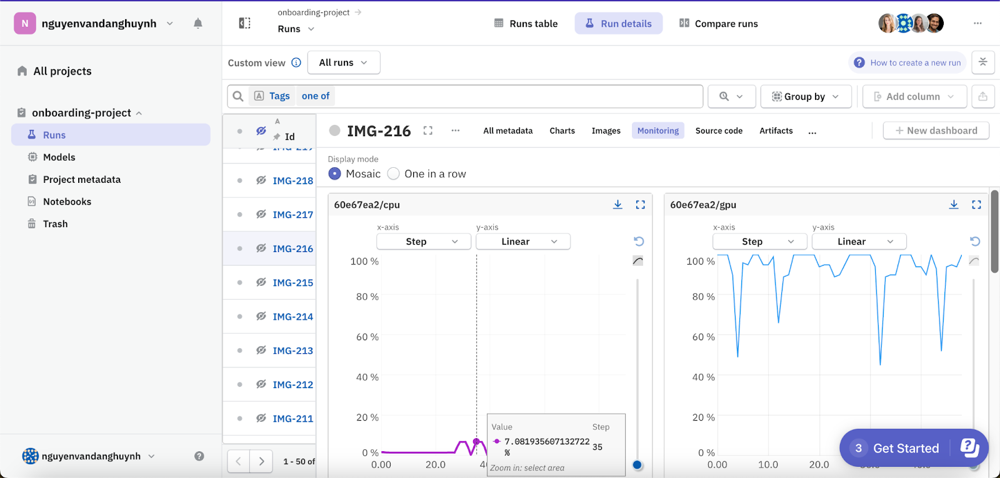 N nguyenvandanghuynh
onboarding-project
Runs
Runs table
Run details
Compare runs
Custom view
All runs
How to create a new run
All projects
Tags one of
Group by
Add column
onboarding-project
Runs
Models
Project metadata
Notebooks
Trash
A
Id
IMG-219
IMG-218
IMG-217
IMG-216
IMG-215
IMG-214
IMG-213
IMG-212
IMG-211
1 - 50 of
IMG-216
All metadata
Charts
Images
Monitoring
Source code
Artifacts
...
New dashboard
Display mode
Mosaic One in a row
60e67ea2/cpu
x-axis y-axis
Step Linear
100 %
80 %
60 %
40 %
20 %
0 %
0.00 20.0
Value Step
7.081935607132722 35
%
Zoom in: select area
60e67ea2/gpu
x-axis y-axis
Step Linear
100 %
80 %
60 %
40 %
20 %
0 %
0.00 10.0 20.0
3 Get Started
nguyenvandanghuynh